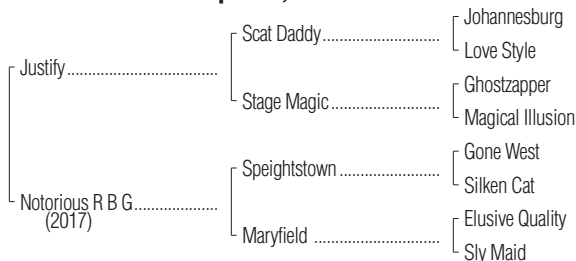 Johannesburg
Scat Daddy
Love Style
Justify
Ghostzapper
Stage Magic
Magical Illusion
Gone West
Speightstown
Silken Cat
Notorious R B G
(2017)
Elusive Quality
Maryfield
Sly Maid